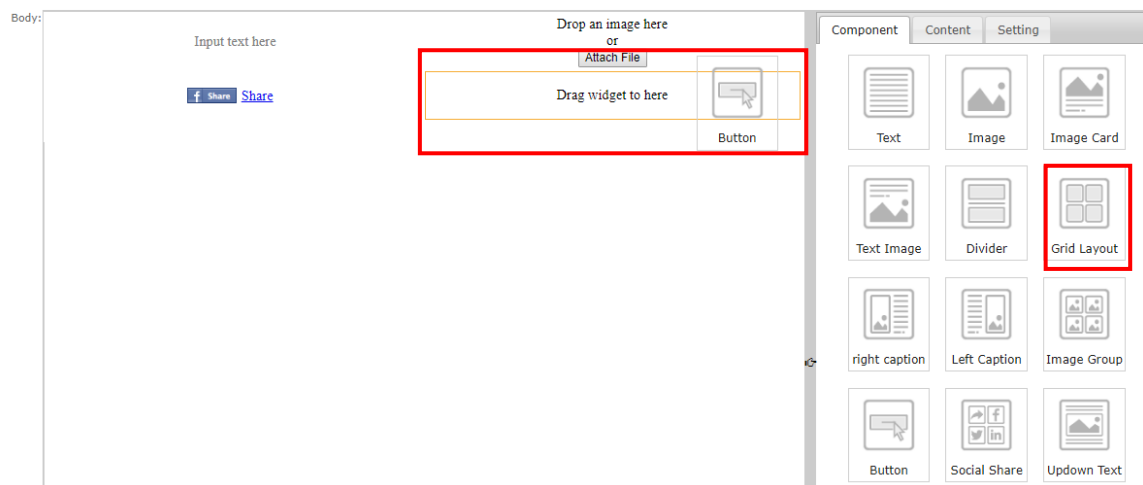 Body:
Input text here
f Share Share
Drop an image here
or
Attach File
Drag widget to here
Button
Component Content Setting
Text Image Image Card
Text Image Divider Grid Layout
right caption Left Caption Image Group
Button Social Share Updown Text